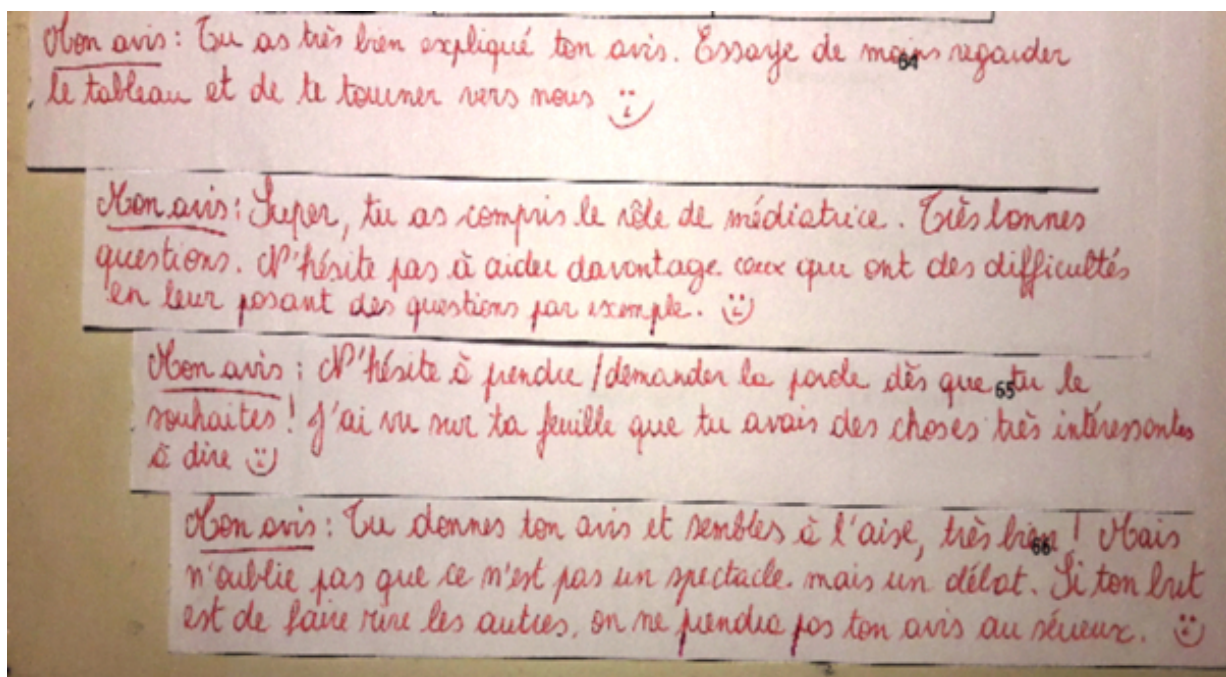 Mon avis : Tu as très bien expliqué ton avis. Essaye de moins regarder
le tableau et de te tourner vers nous
Mon avis : Super, tu as compris le rôle de médiatrice. Très bonnes
questions. N'hésite pas à aider davantage ceux qui ont des difficultés
en leur posant des questions par exemple.
Mon avis : N'hésite à prendre / demander la parole dès que tu le
souhaites ! J'ai vu sur ta feuille que tu avais des choses très intéressantes
à dire
Mon avis : Tu donnes ton avis et sembles à l'aise, très bien ! Mais
n'oublie pas que ce n'est pas un spectacle. mais un débat. Si ton but
est de faire rire les autres, on ne prendra pas ton avis au sérieux.
64
65
66